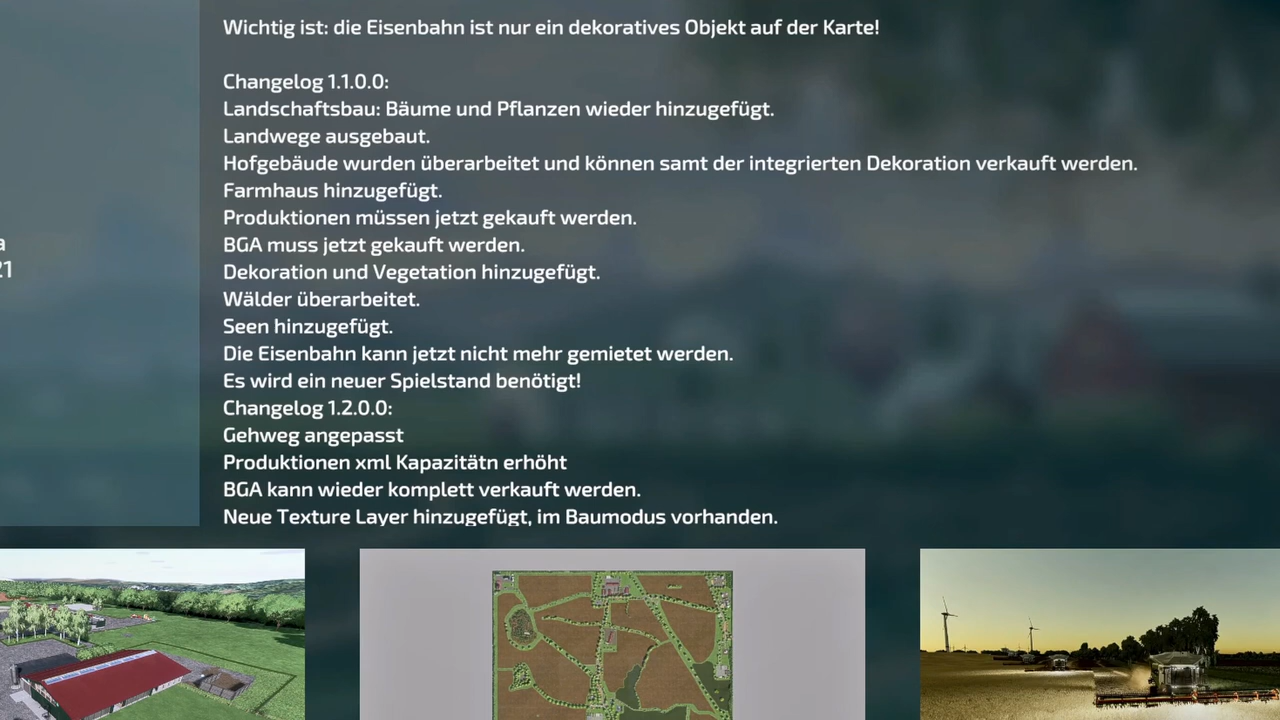 Wichtig ist: die Eisenbahn ist nur ein dekoratives Objekt auf der Karte!
Changelog 1.1.0.0:
Landschaftsbau: Bäume und Pflanzen wieder hinzugefügt.
Landwege ausgebaut.
Hofgebäude wurden überarbeitet und können samt der integrierten Dekoration verkauft werden.
Farmhaus hinzugefügt.
Produktionen müssen jetzt gekauft werden.
a
BGA muss jetzt gekauft werden.
21
Dekoration und Vegetation hinzugefügt.
Wälder überarbeitet.
Seen hinzugefügt.
Die Eisenbahn kann jetzt nicht mehr gemietet werden.
Es wird ein neuer Spielstand benötigt!
Changelog 1.2.0.0:
Gehweg angepasst
Produktionen xml Kapazitätn erhöht
BGA kann wieder komplett verkauft werden.
Neue Texture Layer hinzugefügt, im Baumodus vorhanden.